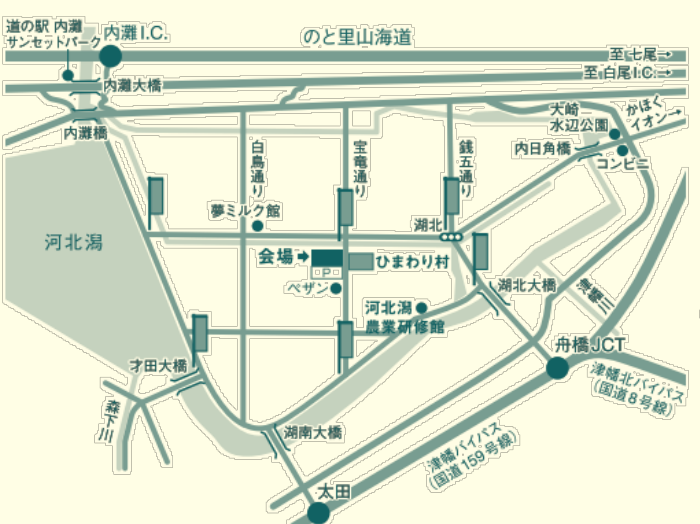 道の駅 内灘
サンセットパーク
内灘I.C.
のと里山海道
至 七尾→
至 白尾I.C.→
内灘大橋
内灘橋
大崎
水辺公園
かほく
イオン→
内日角橋
コンビニ
白鳥通り
宝竜通り
銭五通り
夢ミルク館
湖北
河北潟
会場→
ひまわり村
P
ペザン
河北潟
農業研修館
湖北大橋
津幡川
舟橋JCT
津幡北バイパス
(国道8号線)
才田大橋
森下川
湖南大橋
津幡バイパス
(国道159号線)
太田